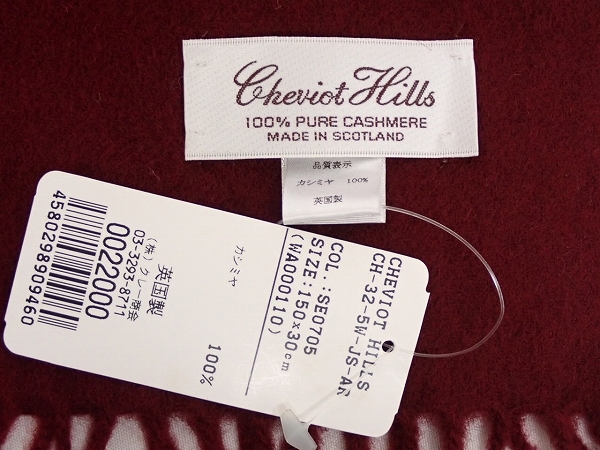 Cheviot Hills
100% PURE CASHMERE
MADE IN SCOTLAND
品質表示
カシミヤ 100%
英国製
CHEVIOT HILLS
CH-32-5W-JS-AR
COL.:SE0705
SIZE:150×30cm
(WA000110)
カシミヤ 100%
英国製
(株)クレー商会
03-3293-8711
0022000
4580298909460